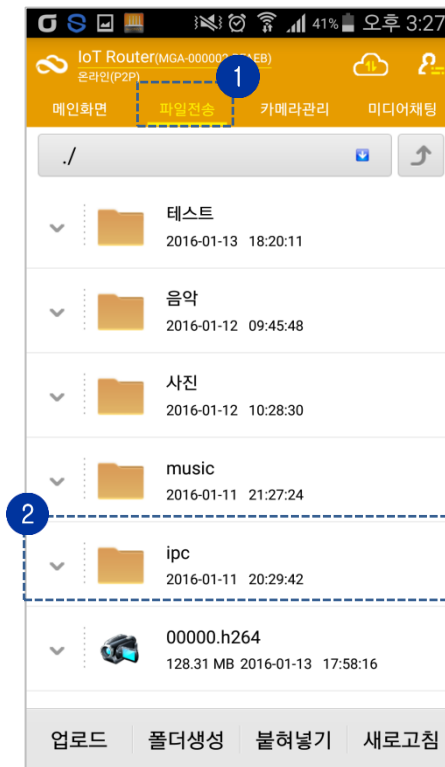 41% 오후 3:27
IoT Router
온라인(P2P)
1
메인화면 파일전송 카메라관리 미디어채팅
./
테스트
2016-01-13 18:20:11
음악
2016-01-12 09:45:48
사진
2016-01-12 10:28:30
music
2016-01-11 21:27:24
2
ipc
2016-01-11 20:29:42
00000.h264
128.31 MB 2016-01-13 17:58:16
업로드 폴더생성 붙혀넣기 새로고침